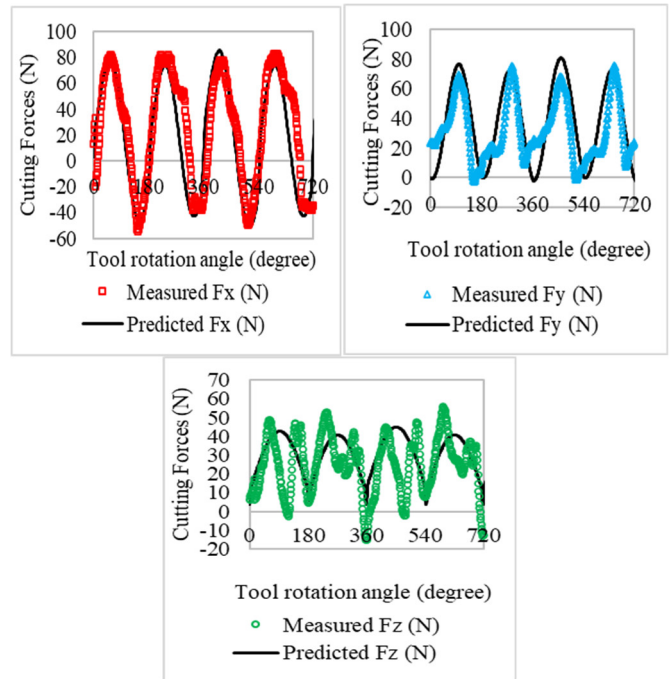 100
80
60
40
20
0
-20
-40
-60
Cutting Forces (N)
0 180 360 540 720
Tool rotation angle (degree)
Measured Fx (N)
Predicted Fx (N)
100
80
60
40
20
0
-20
Cutting Forces (N)
0 180 360 540 720
Tool rotation angle (degree)
Measured Fy (N)
Predicted Fy (N)
70
60
50
40
30
20
10
0
-10
-20
Cutting Forces (N)
0 180 360 540 720
Tool rotation angle (degree)
Measured Fz (N)
Predicted Fz (N)